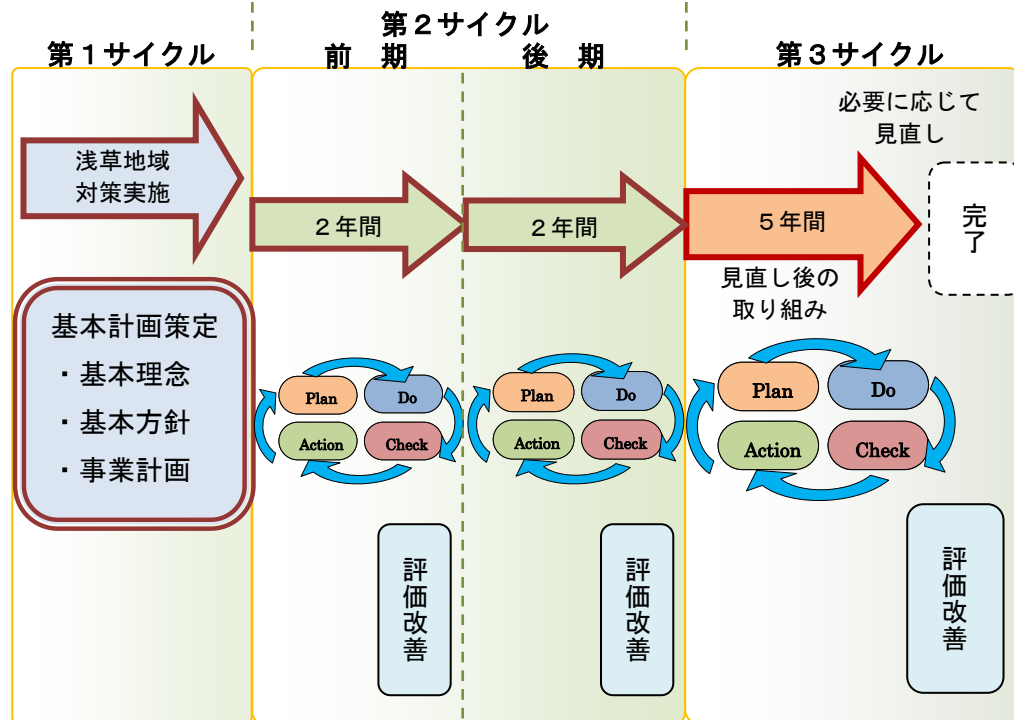 第１サイクル
第２サイクル
前　期
後　期
第３サイクル
浅草地域
対策実施
２年間
２年間
５年間
必要に応じて
見直し
完了
見直し後の
取り組み
基本計画策定
・基本理念
・基本方針
・事業計画
Plan
Do
Action
Check
Plan
Do
Action
Check
Plan
Do
Action
Check
評価改善
評価改善
評価改善